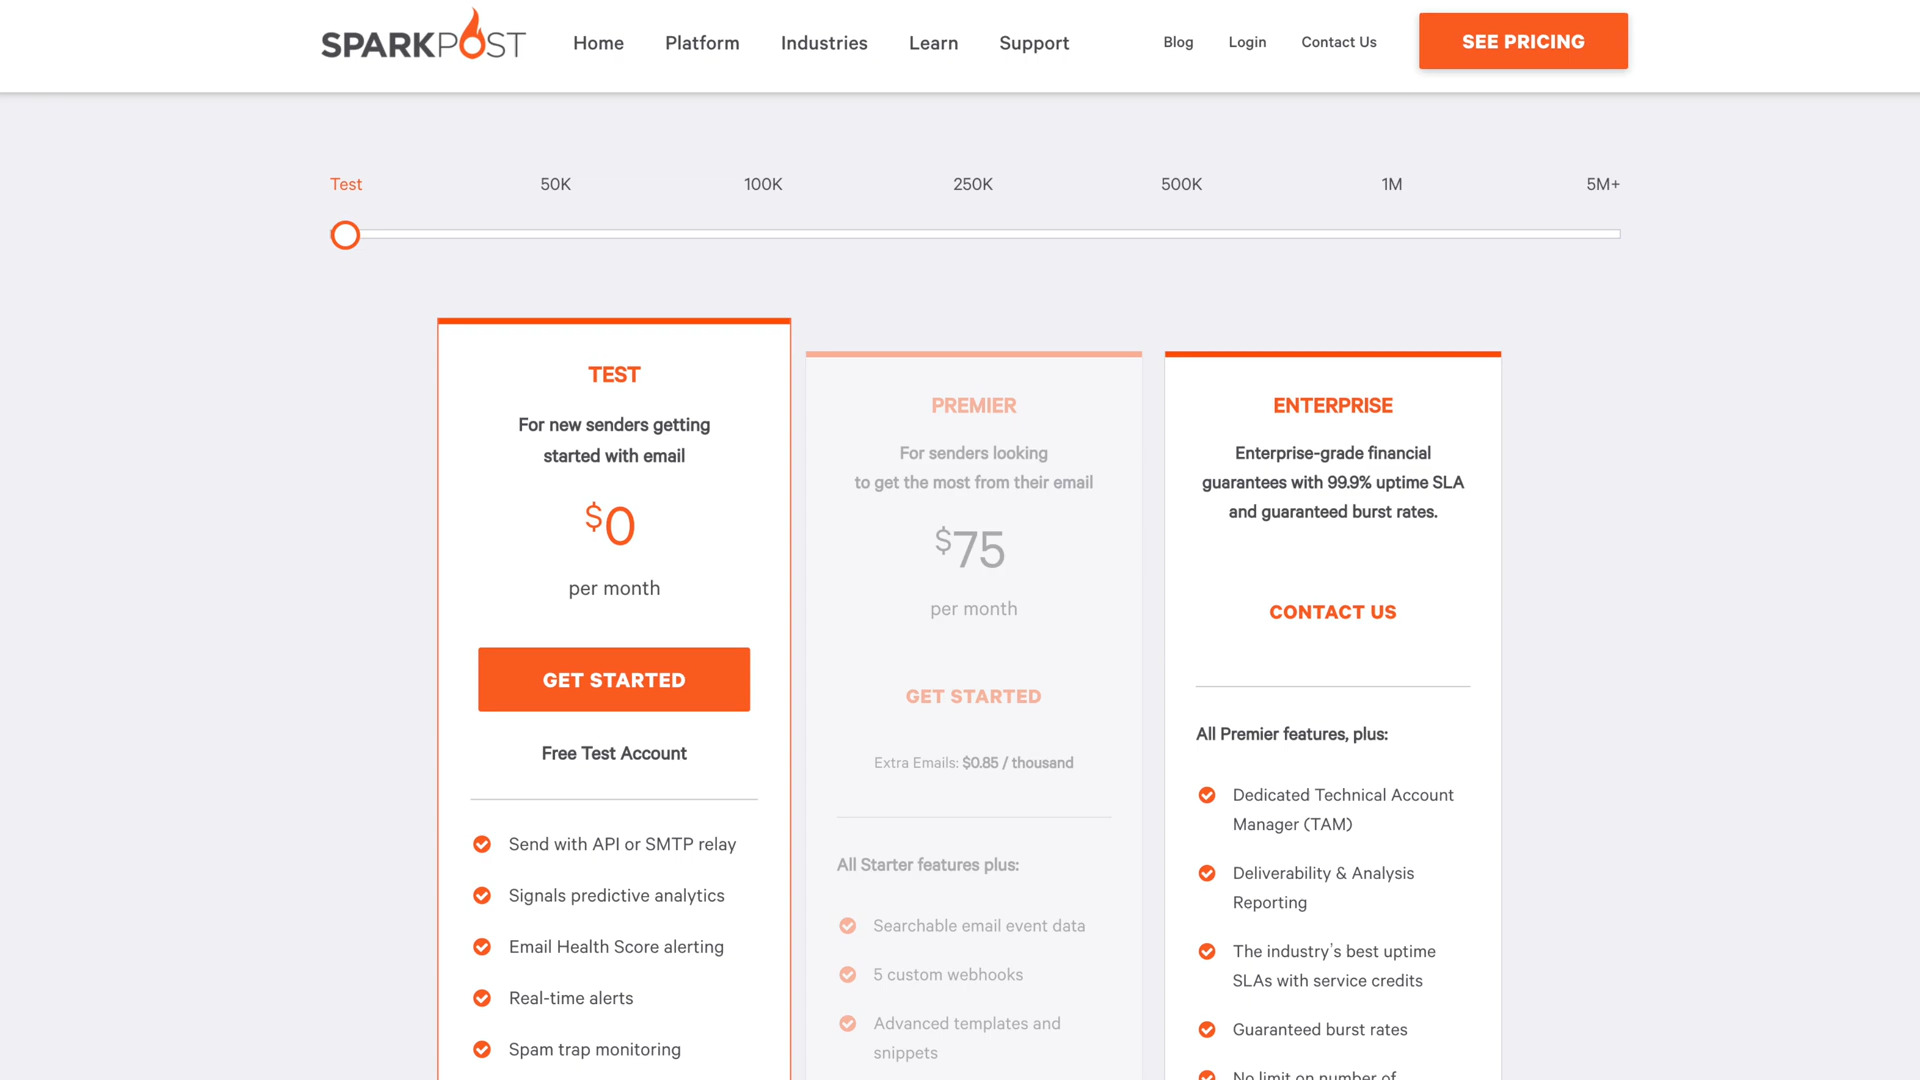 SPARKPOST
Home Platform Industries Learn Support
Blog Login Contact Us
SEE PRICING
Test 50K 100K 250K 500K 1M 5M+
TEST
For new senders getting
started with email
$0
per month
GET STARTED
Free Test Account
Send with API or SMTP relay
Signals predictive analytics
Email Health Score alerting
Real-time alerts
Spam trap monitoring
PREMIER
For senders looking
to get the most from their email
$75
per month
GET STARTED
Extra Emails: $0.85 / thousand
All Starter features plus:
Searchable email event data
5 custom webhooks
Advanced templates and
snippets
ENTERPRISE
Enterprise-grade financial
guarantees with 99.9% uptime SLA
and guaranteed burst rates.
CONTACT US
All Premier features, plus:
Dedicated Technical Account
Manager (TAM)
Deliverability & Analysis
Reporting
The industry's best uptime
SLAs with service credits
Guaranteed burst rates
No limit on number of